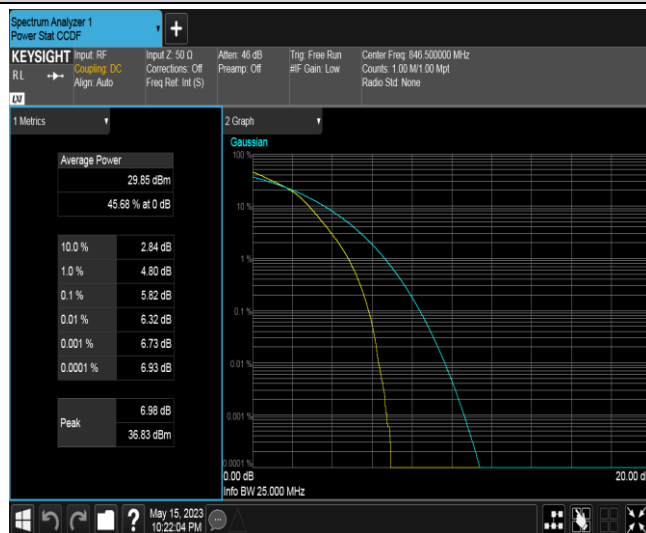 Spectrum Analyzer 1
Power Stat CCDF
+
KEYSIGHT
RL
LXI
Input: RF
Coupling: DC
Align: Auto
Input Z: 50 Ω
Corrections: Off
Freq Ref: Int (S)
Atten: 46 dB
Preamp: Off
Trig: Free Run
#IF Gain: Low
Center Freq: 846.500000 MHz
Counts: 1.00 M/1.00 Mpt
Radio Std: None
1 Metrics
Average Power
29.85 dBm
45.68 % at 0 dB
10.0 % 2.84 dB
1.0 % 4.80 dB
0.1 % 5.82 dB
0.01 % 6.32 dB
0.001 % 6.73 dB
0.0001 % 6.93 dB
Peak
6.98 dB
36.83 dBm
2 Graph
Gaussian
100 %
10 %
1 %
0.1 %
0.01 %
0.001 %
0.0001 %
0.00 dB
20.00 d
Info BW 25.000 MHz
?
May 15, 2023
10:22:04 PM